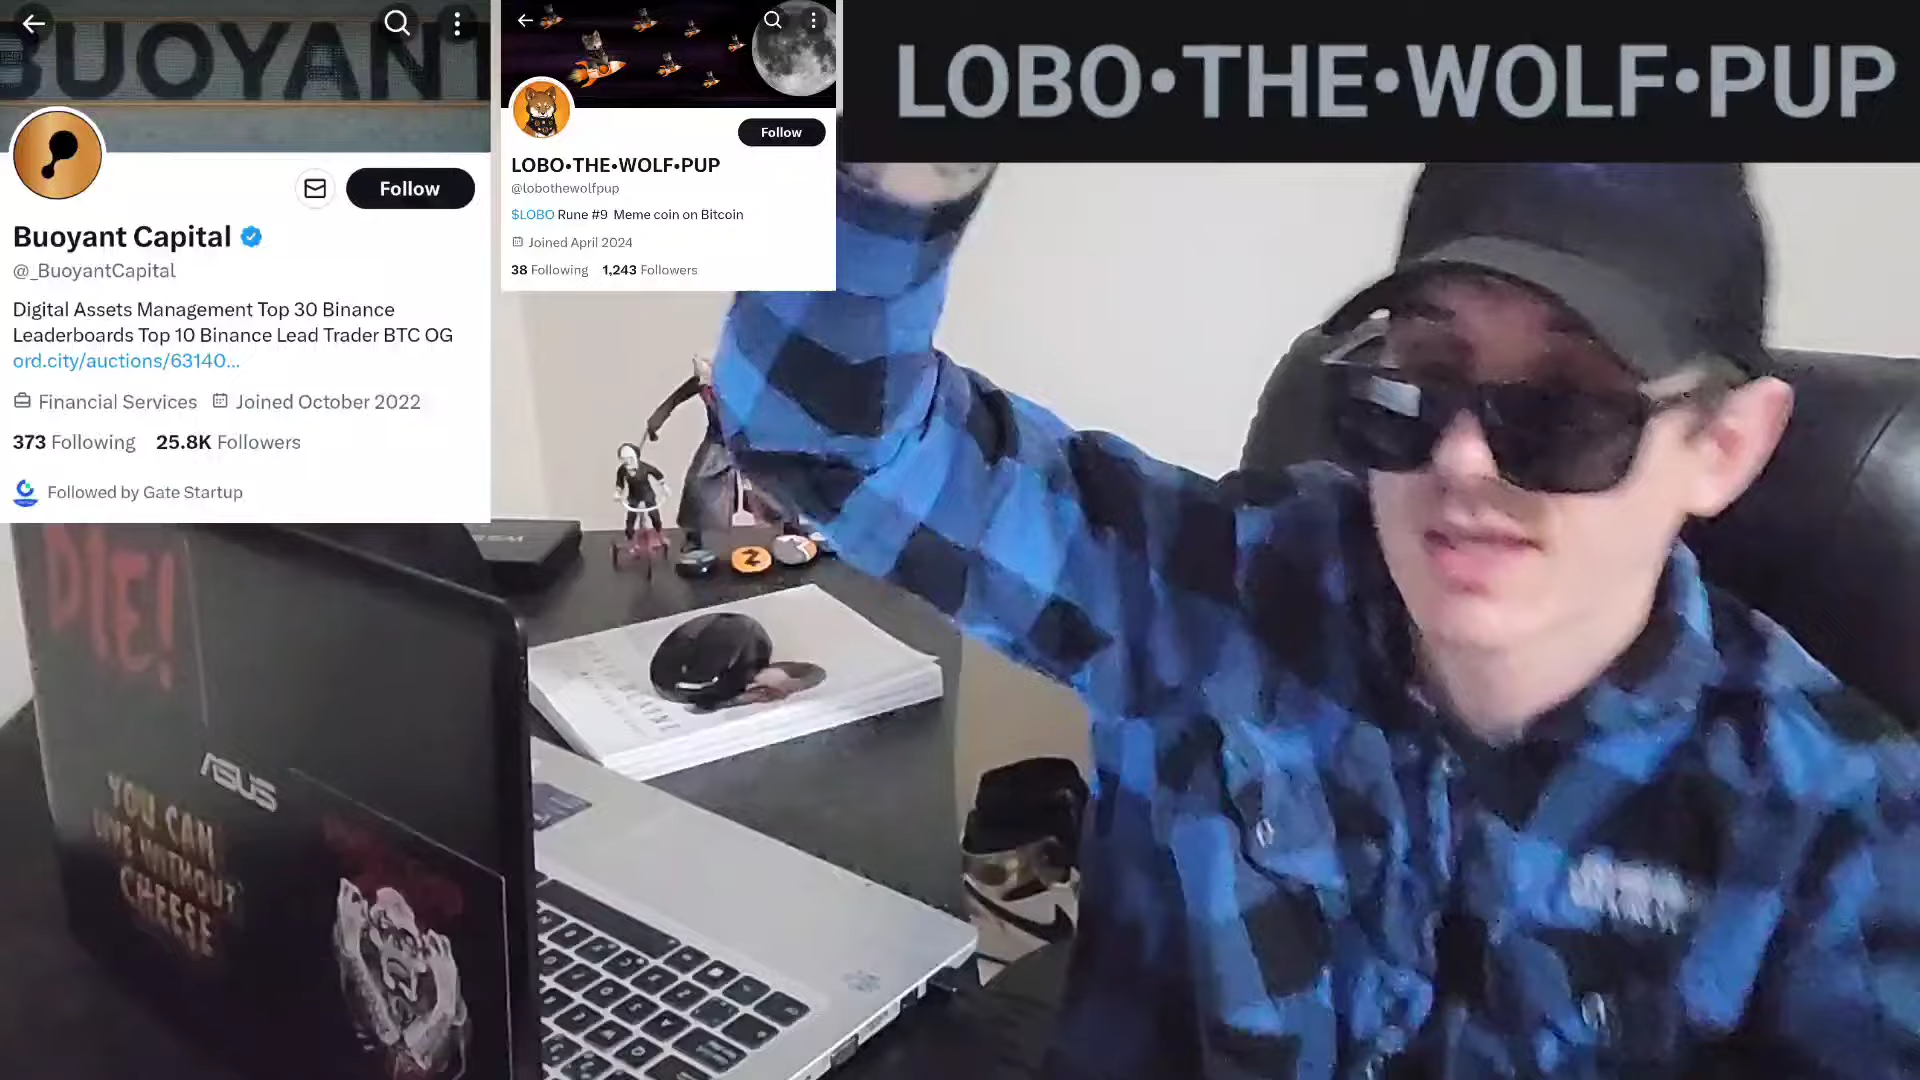 BUOYANT
Buoyant Capital
@_BuoyantCapital
Follow
Digital Assets Management Top 30 Binance
Leaderboards Top 10 Binance Lead Trader BTC OG
ord.city/auctions/63140...
Financial Services Joined October 2022
373 Following 25.8K Followers
Followed by Gate Startup
Follow
LOBO•THE•WOLF•PUP
@lobothewolfpup
$LOBO Rune #9 Meme coin on Bitcoin
Joined April 2024
38 Following 1,243 Followers
LOBO•THE•WOLF•PUP
DIE!
ASUS
YOU CAN
LIVE WITHOUT
CHEESE